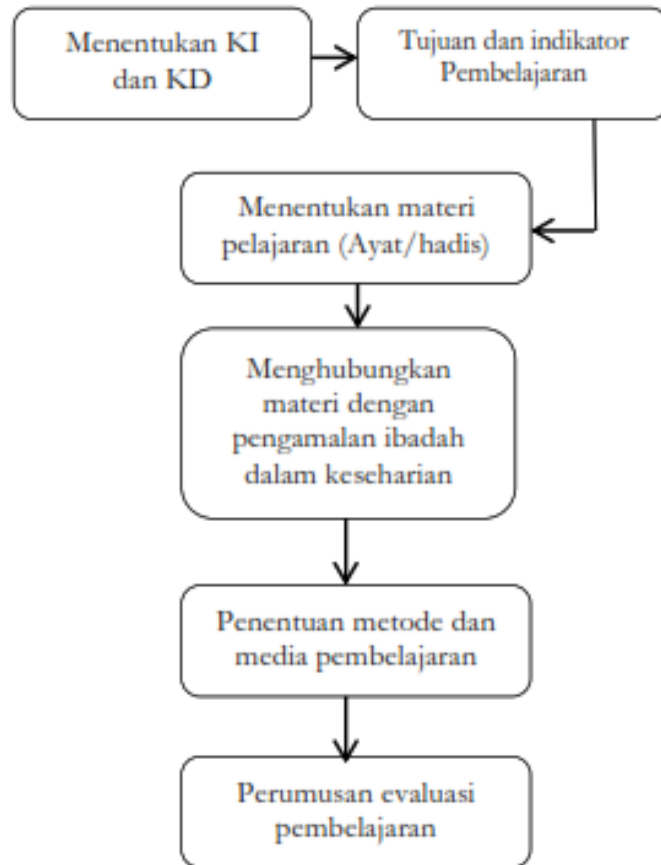 Menentukan KI
dan KD
Tujuan dan indikator
Pembelajaran
Menentukan materi
pelajaran (Ayat/hadis)
Menghubungkan
materi dengan
pengamalan ibadah
dalam keseharian
Penentuan metode dan
media pembelajaran
Perumusan evaluasi
pembelajaran